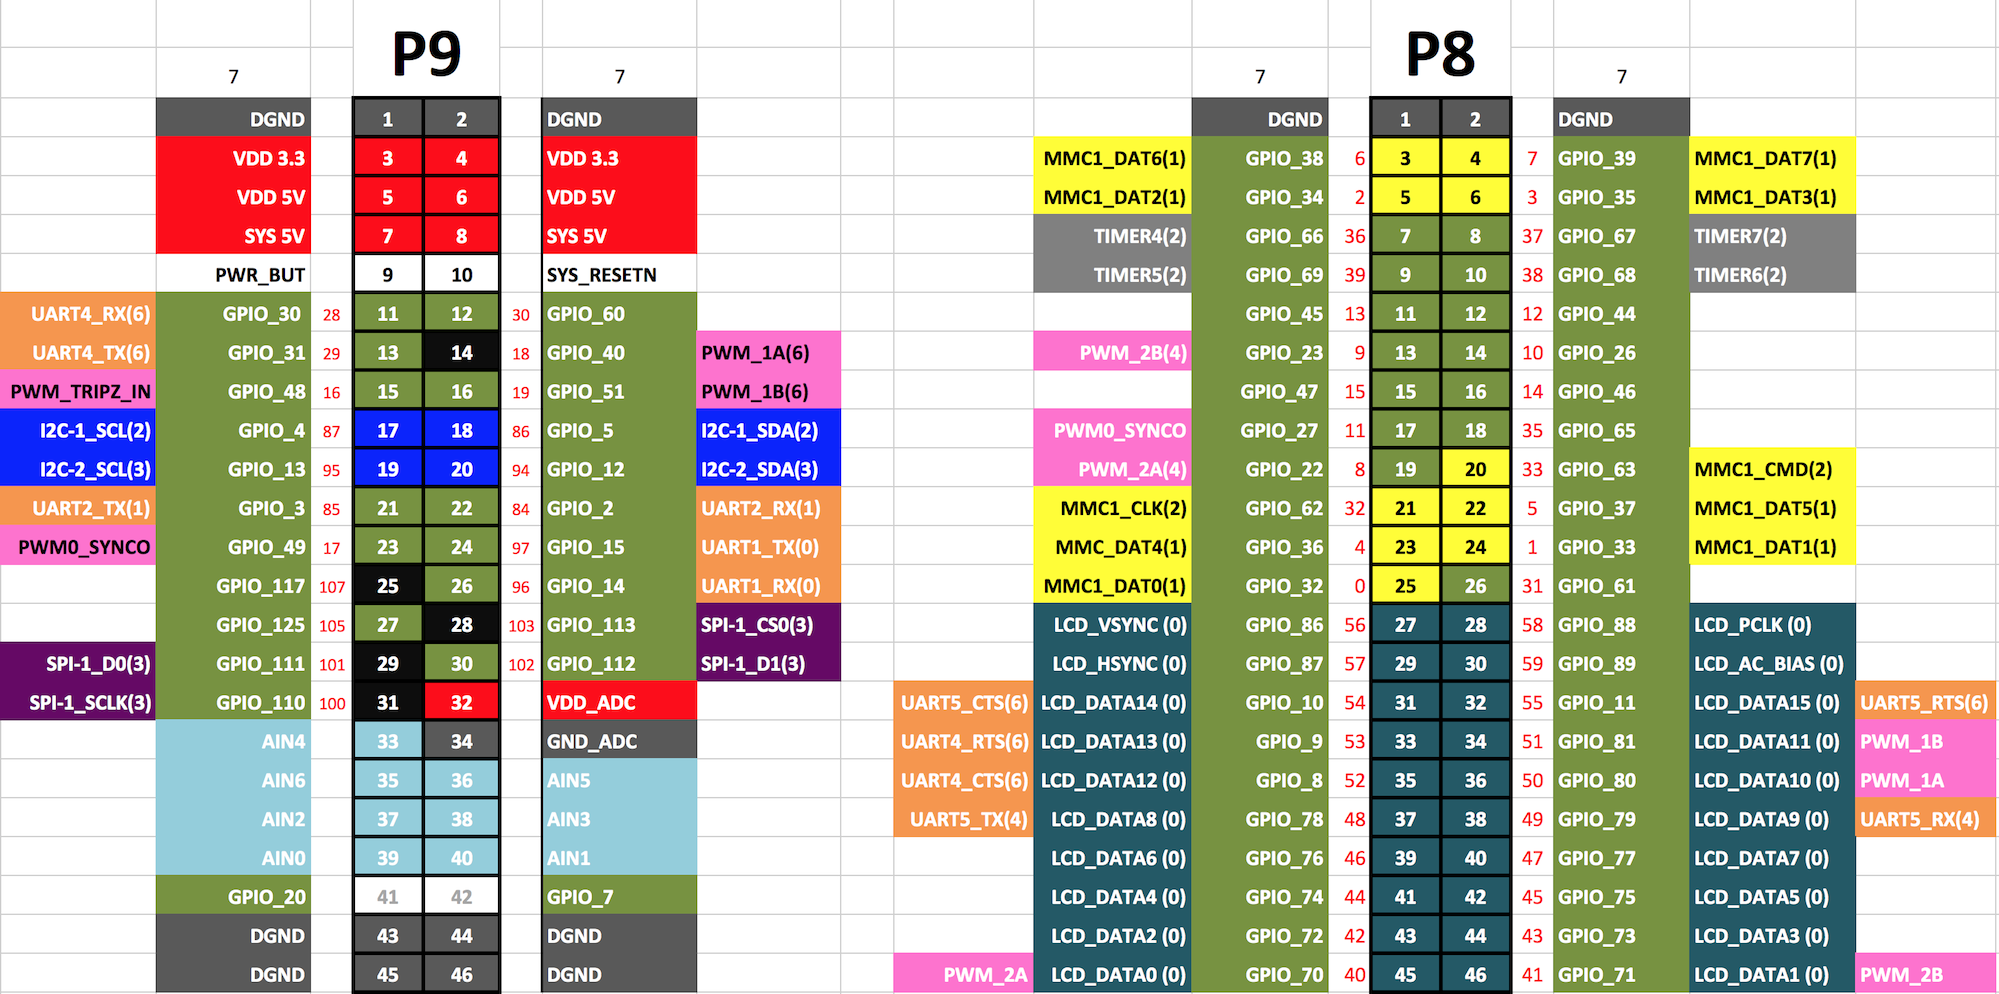 P9 P8
7 7 7 7
DGND 1 2 DGND DGND 1 2 DGND
VDD 3.3 3 4 VDD 3.3 MMC1_DAT6(1) GPIO_38 6 3 4 7 GPIO_39 MMC1_DAT7(1)
VDD 5V 5 6 VDD 5V MMC1_DAT2(1) GPIO_34 2 5 6 3 GPIO_35 MMC1_DAT3(1)
SYS 5V 7 8 SYS 5V TIMER4(2) GPIO_66 36 7 8 37 GPIO_67 TIMER7(2)
PWR_BUT 9 10 SYS_RESETN TIMER5(2) GPIO_69 39 9 10 38 GPIO_68 TIMER6(2)
UART4_RX(6) GPIO_30 28 11 12 30 GPIO_60 GPIO_45 13 11 12 12 GPIO_44
UART4_TX(6) GPIO_31 29 13 14 18 GPIO_40 PWM_1A(6) PWM_2B(4) GPIO_23 9 13 14 10 GPIO_26
PWM_TRIPZ_IN GPIO_48 16 15 16 19 GPIO_51 PWM_1B(6) GPIO_47 15 15 16 14 GPIO_46
I2C-1_SCL(2) GPIO_4 87 17 18 86 GPIO_5 I2C-1_SDA(2) PWM0_SYNCO GPIO_27 11 17 18 35 GPIO_65
I2C-2_SCL(3) GPIO_13 95 19 20 94 GPIO_12 I2C-2_SDA(3) PWM_2A(4) GPIO_22 8 19 20 33 GPIO_63 MMC1_CMD(2)
UART2_TX(1) GPIO_3 85 21 22 84 GPIO_2 UART2_RX(1) MMC1_CLK(2) GPIO_62 32 21 22 5 GPIO_37 MMC1_DAT5(1)
PWM0_SYNCO GPIO_49 17 23 24 97 GPIO_15 UART1_TX(0) MMC_DAT4(1) GPIO_36 4 23 24 1 GPIO_33 MMC1_DAT1(1)
GPIO_117 107 25 26 96 GPIO_14 UART1_RX(0) MMC1_DAT0(1) GPIO_32 0 25 26 31 GPIO_61
GPIO_125 105 27 28 103 GPIO_113 SPI-1_CS0(3) LCD_VSYNC (0) GPIO_86 56 27 28 58 GPIO_88 LCD_PCLK (0)
SPI-1_D0(3) GPIO_111 101 29 30 102 GPIO_112 SPI-1_D1(3) LCD_HSYNC (0) GPIO_87 57 29 30 59 GPIO_89 LCD_AC_BIAS (0)
SPI-1_SCLK(3) GPIO_110 100 31 32 VDD_ADC UART5_CTS(6) LCD_DATA14 (0) GPIO_10 54 31 32 55 GPIO_11 LCD_DATA15 (0) UART5_RTS(6)
AIN4 33 34 GND_ADC UART4_RTS(6) LCD_DATA13 (0) GPIO_9 53 33 34 51 GPIO_81 LCD_DATA11 (0) PWM_1B
AIN6 35 36 AIN5 UART4_CTS(6) LCD_DATA12 (0) GPIO_8 52 35 36 50 GPIO_80 LCD_DATA10 (0) PWM_1A
AIN2 37 38 AIN3 UART5_TX(4) LCD_DATA8 (0) GPIO_78 48 37 38 49 GPIO_79 LCD_DATA9 (0) UART5_RX(4)
AIN0 39 40 AIN1 LCD_DATA6 (0) GPIO_76 46 39 40 47 GPIO_77 LCD_DATA7 (0)
GPIO_20 41 42 GPIO_7 LCD_DATA4 (0) GPIO_74 44 41 42 45 GPIO_75 LCD_DATA5 (0)
DGND 43 44 DGND LCD_DATA2 (0) GPIO_72 42 43 44 43 GPIO_73 LCD_DATA3 (0)
DGND 45 46 DGND PWM_2A LCD_DATA0 (0) GPIO_70 40 45 46 41 GPIO_71 LCD_DATA1 (0) PWM_2B